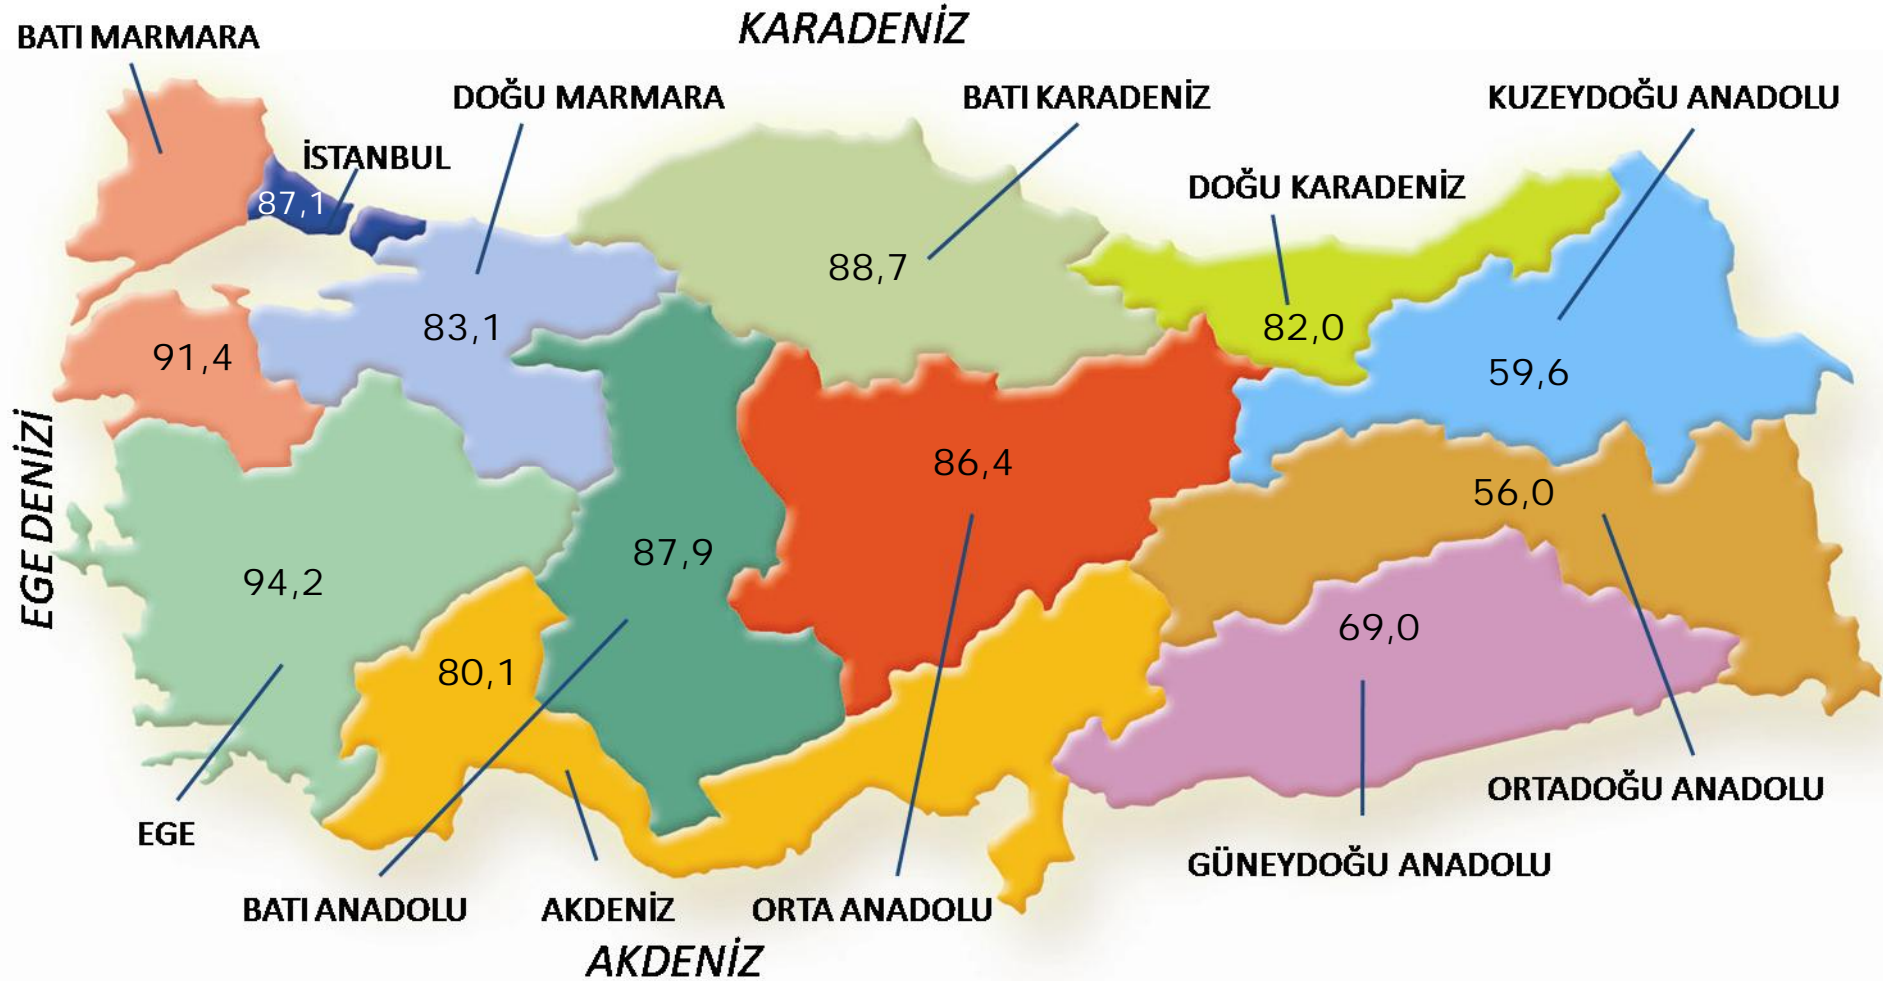 KARADENİZ
BATI MARMARA
DOĞU MARMARA
BATI KARADENİZ
KUZEYDOĞU ANADOLU
İSTANBUL
DOĞU KARADENİZ
87,1
88,7
83,1
82,0
91,4
59,6
86,4
56,0
EGE DENİZİ
87,9
94,2
69,0
80,1
ORTADOĞU ANADOLU
EGE
GÜNEYDOĞU ANADOLU
BATI ANADOLU
AKDENİZ
ORTA ANADOLU
AKDENİZ